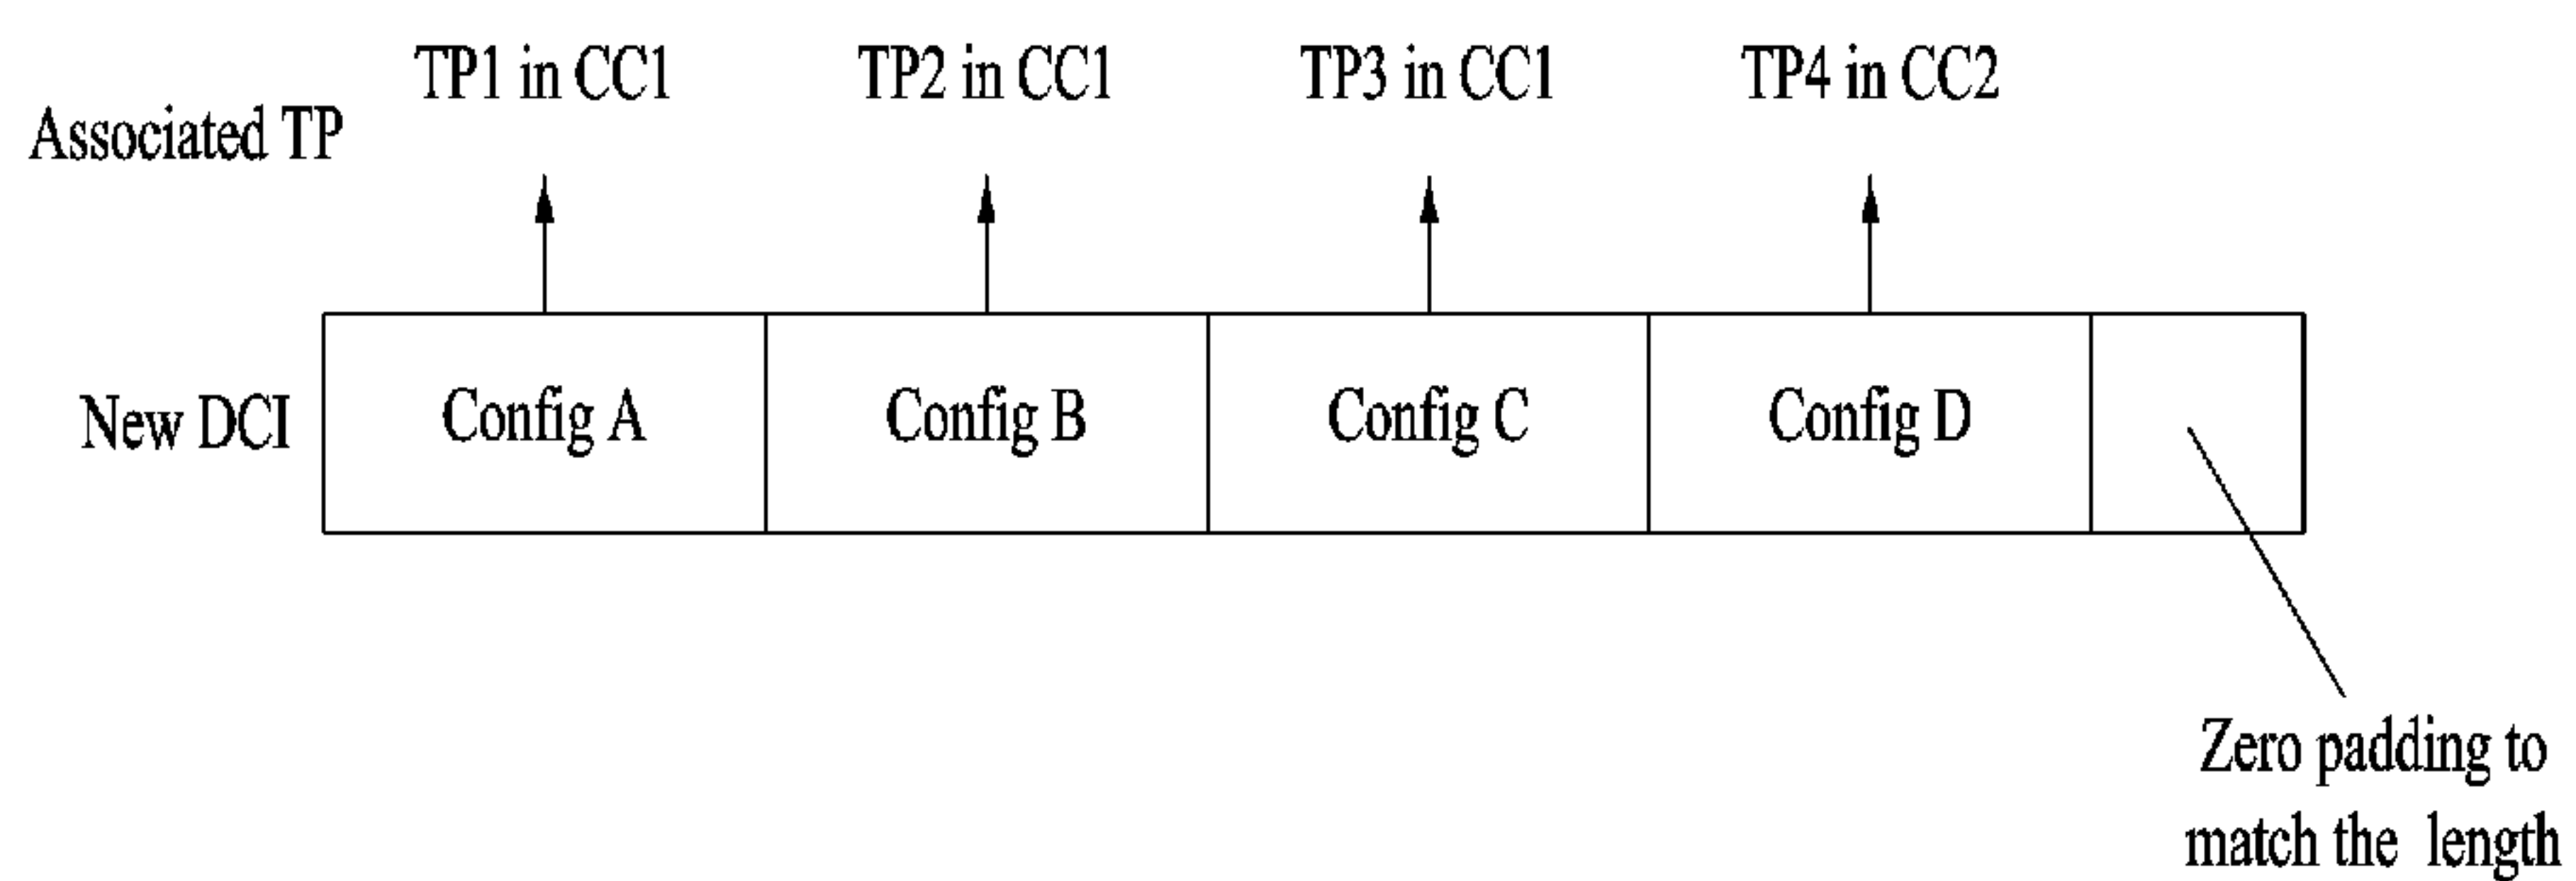 TP1 in CC1 TP2 in CC1 TP3 in CC1 TP4 in CC2
Associated TP
New DCI Config A Config B Config C Config D
Zero padding to
match the length